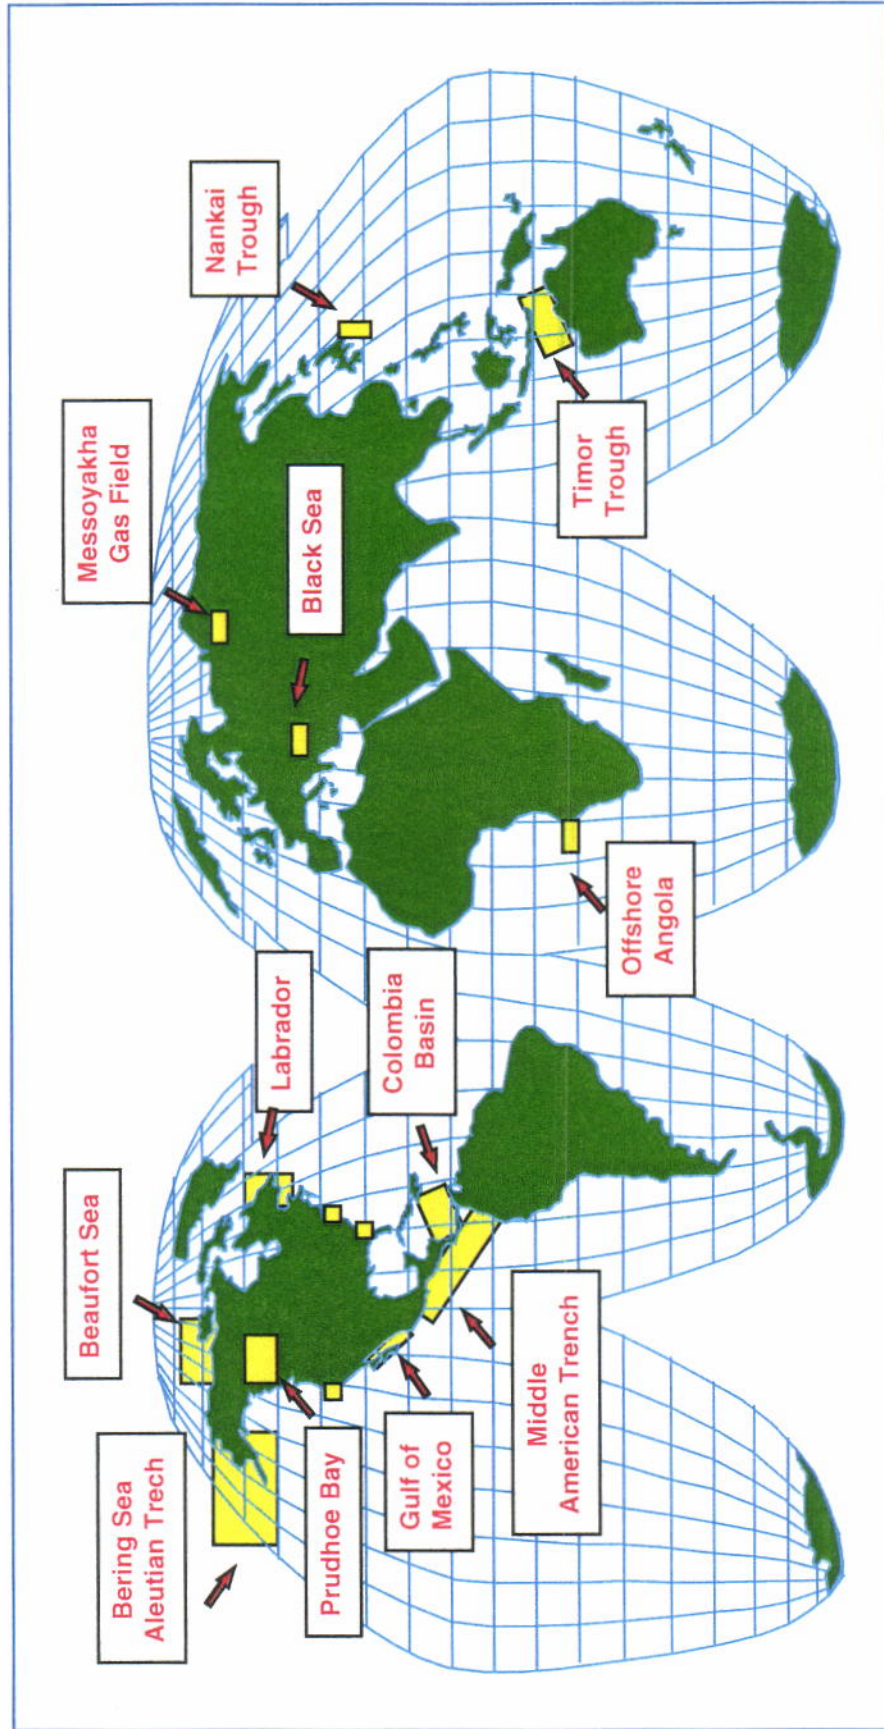 Bering Sea
Aleutian Trech
Beaufort Sea
Prudhoe Bay
Gulf of
Mexico
Middle
American Trench
Labrador
Colombia
Basin
Messoyakha
Gas Field
Black Sea
Offshore
Angola
Nankai
Trough
Timor
Trough